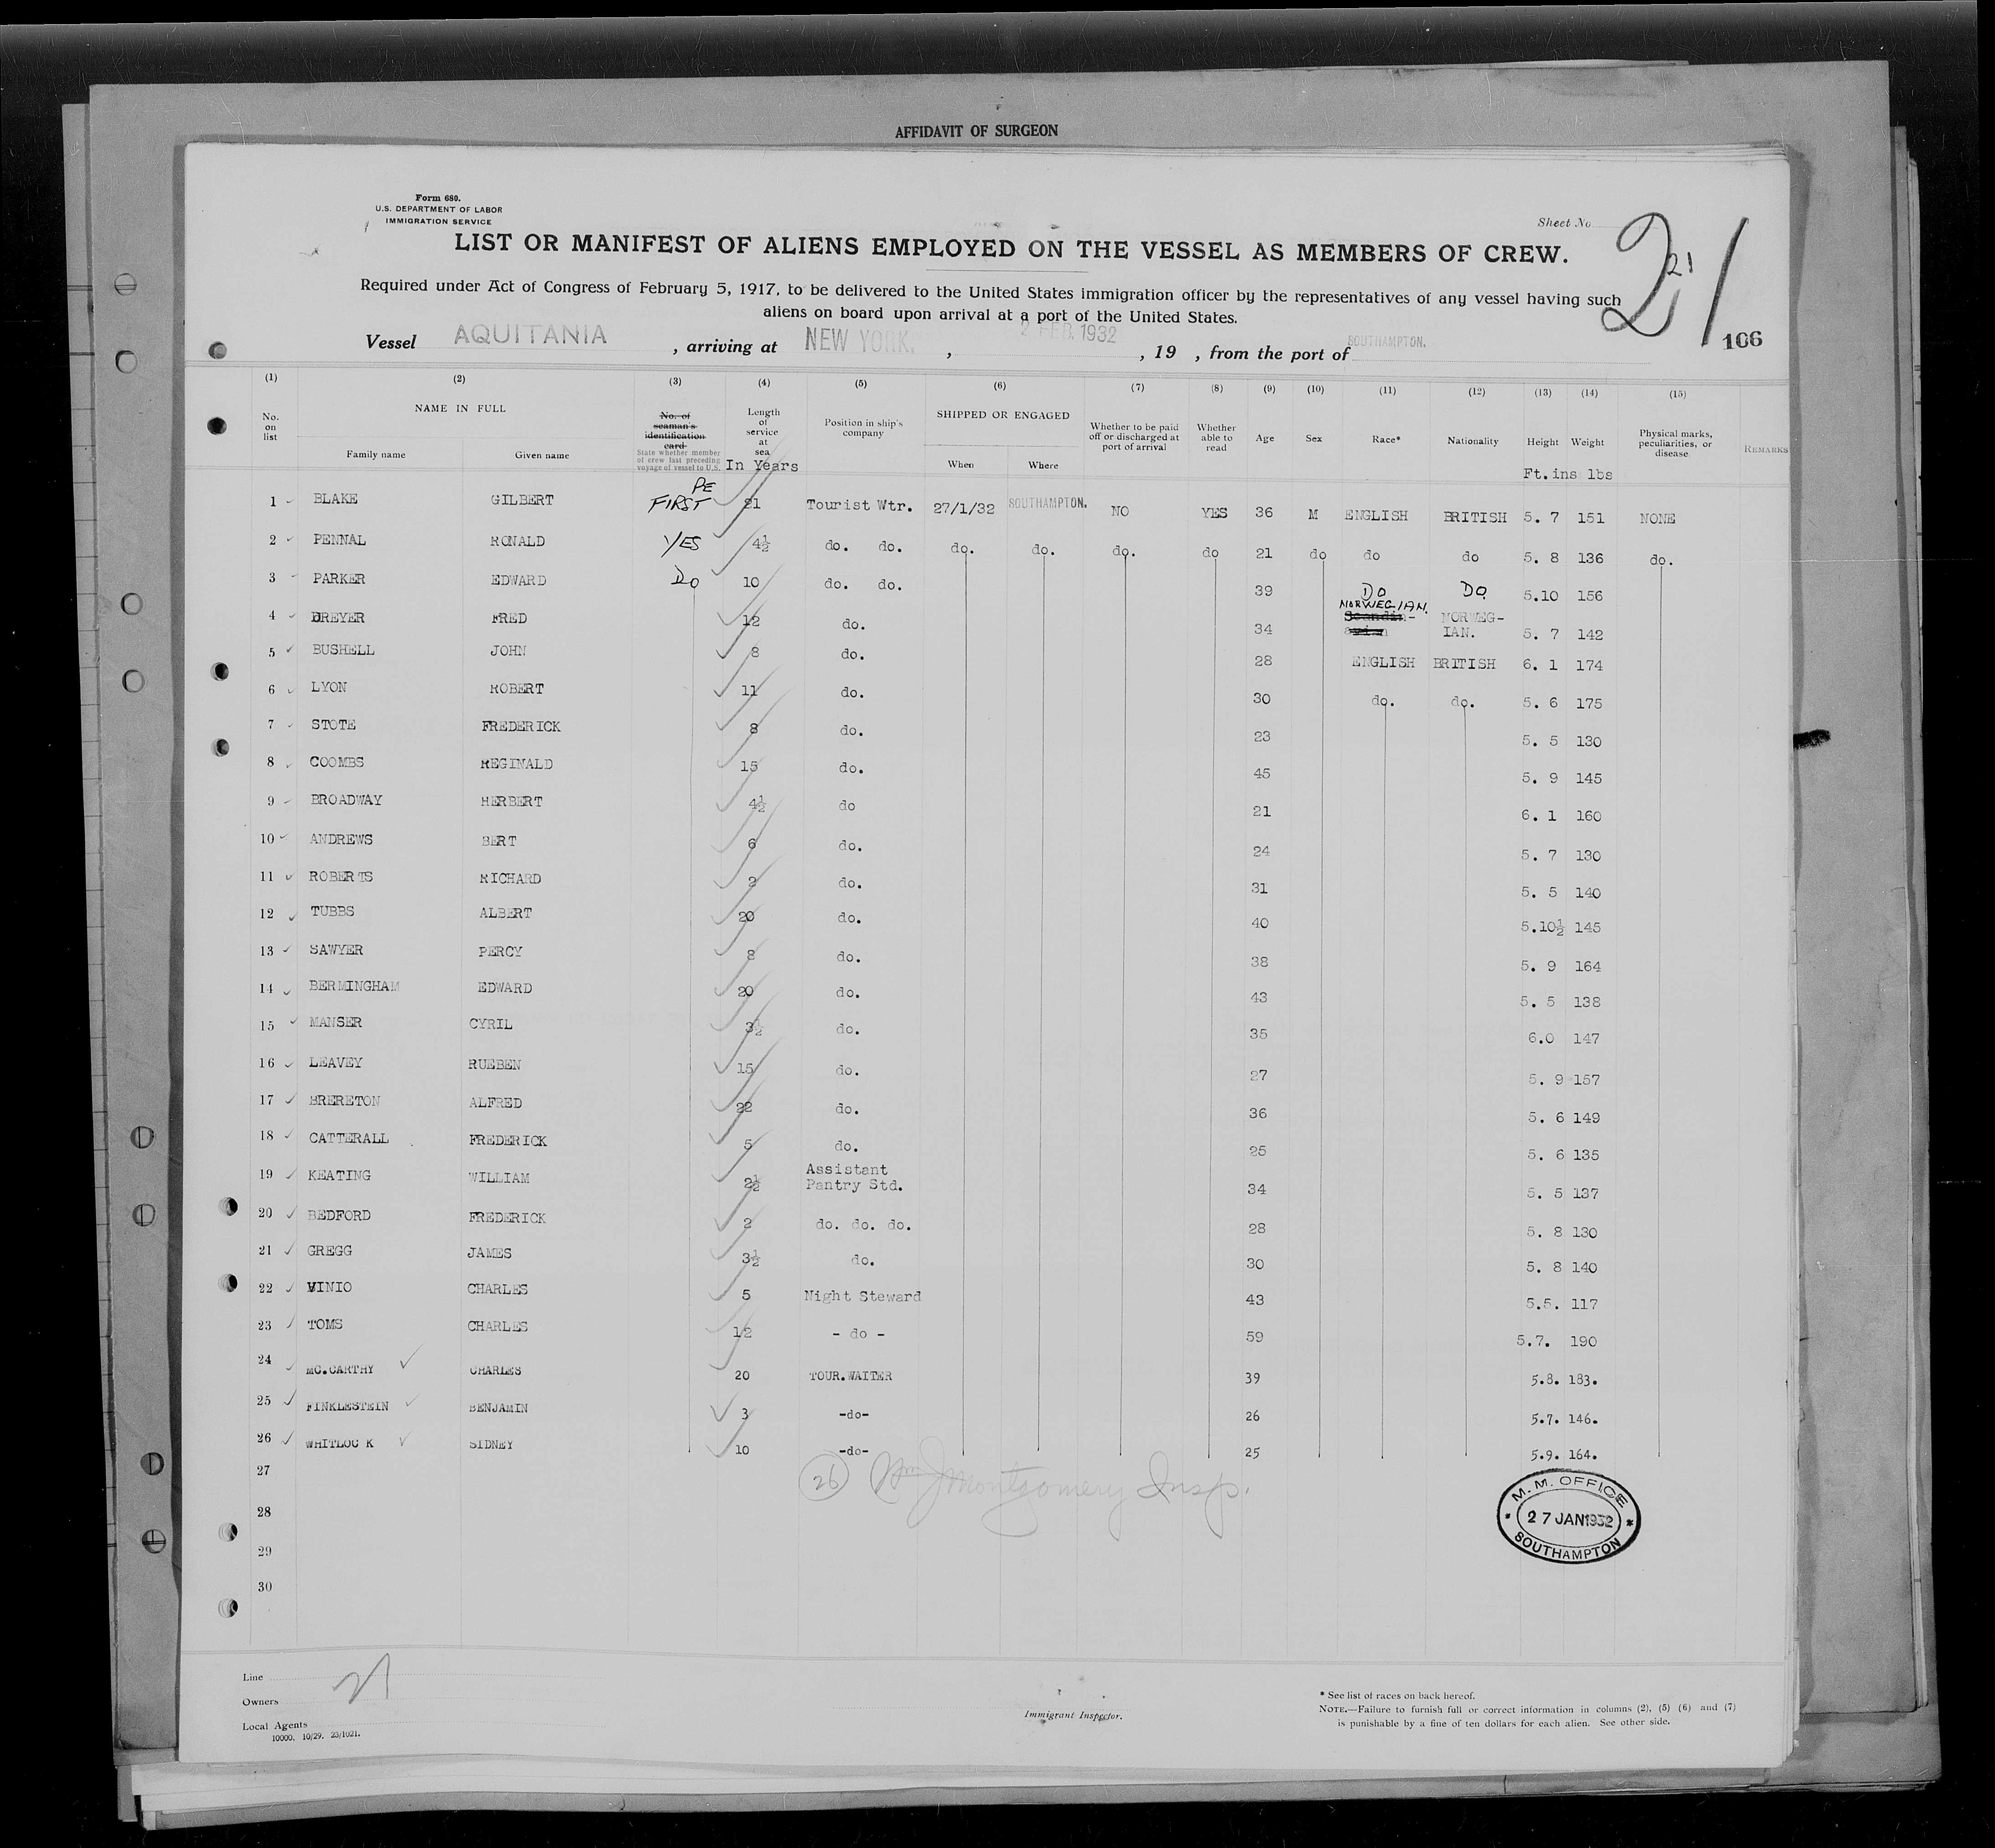 AFFIDAVIT OF SURGEON
Form 680.
U.S. DEPARTMENT OF LABOR
IMMIGRATION SERVICE
Sheet No
21
21
LIST OR MANIFEST OF ALIENS EMPLOYED ON THE VESSEL AS MEMBERS OF CREW.
Required under Act of Congress of February 5, 1917, to be delivered to the United States immigration officer by the representatives of any vessel having such
aliens on board upon arrival at a port of the United States.
Vessel AQUITANIA , arriving at NEW YORK. , 2 FEB. 1932 , 19 , from the port of SOUTHAMPTON.
106
(1) (2) (3) (4) (5) (6) (7) (8) (9) (10) (11) (12) (13) (14) (15)
No. on list NAME IN FULL Family name Given name No. of seaman's identification card State whether member of crew last preceding voyage of vessel to U.S. Length of service at sea In Years Position in ship's company SHIPPED OR ENGAGED When Where Whether to be paid off or discharged at port of arrival Whether able to read Age Sex Race* Nationality Height Weight Physical marks, peculiarities, or disease REMARKS
Ft.ins lbs
1 BLAKE GILBERT PE FIRST 21 Tourist Wtr. 27/1/32 SOUTHAMPTON. NO YES 36 M ENGLISH BRITISH 5. 7 151 NONE
2 PENNAL RONALD YES 4½ do. do. do. do. do. do 21 do do do 5. 8 136 do.
3 PARKER EDWARD DO 10 do. do. 39 DO DO 5.10 156
4 DREYER FRED 12 do. 34 NORWEGIAN. Scandin-avian NORWEG-IAN. 5. 7 142
5 BUSHELL JOHN 8 do. 28 ENGLISH BRITISH 6. 1 174
6 LYON ROBERT 11 do. 30 do. do. 5. 6 175
7 STOTE FREDERICK 8 do. 23 5. 5 130
8 COOMBS REGINALD 15 do. 45 5. 9 145
9 BROADWAY HERBERT 4½ do 21 6. 1 160
10 ANDREWS BERT 6 do. 24 5. 7 130
11 ROBERTS RICHARD 2 do. 31 5. 5 140
12 TUBBS ALBERT 20 do. 40 5.10½ 145
13 SAWYER PERCY 8 do. 38 5. 9 164
14 BERMINGHAM EDWARD 20 do. 43 5. 5 138
15 MANSER CYRIL 3½ do. 35 6.0 147
16 LEAVEY RUEBEN 15 do. 27 5. 9 157
17 BRERETON ALFRED 22 do. 36 5. 6 149
18 CATTERALL FREDERICK 5 do. 25 5. 6 135
19 KEATING WILLIAM 2½ Assistant Pantry Std. 34 5. 5 137
20 BEDFORD FREDERICK 2 do. do. do. 28 5. 8 130
21 GREGG JAMES 3½ do. 30 5. 8 140
22 VINIO CHARLES 5 Night Steward 43 5.5. 117
23 TOMS CHARLES 12 - do - 59 5.7. 190
24 MC.CARTHY CHARLES 20 TOUR.WAITER 39 5.8. 183.
25 FINKLESTEIN BENJAMIN 3 -do- 26 5.7. 146.
26 WHITLOC K SIDNEY 10 -do- 25 5.9. 164.
27
26 Wm J Montgomery Insp.
28
29
30
M. M. OFFICE
27 JAN 1932
SOUTHAMPTON
Line
21
Owners
Local Agents
10000, 10/29, 23/1021.
Immigrant Inspector.
* See list of races on back hereof.
NOTE.—Failure to furnish full or correct information in columns (2), (5) (6) and (7)
is punishable by a fine of ten dollars for each alien. See other side.